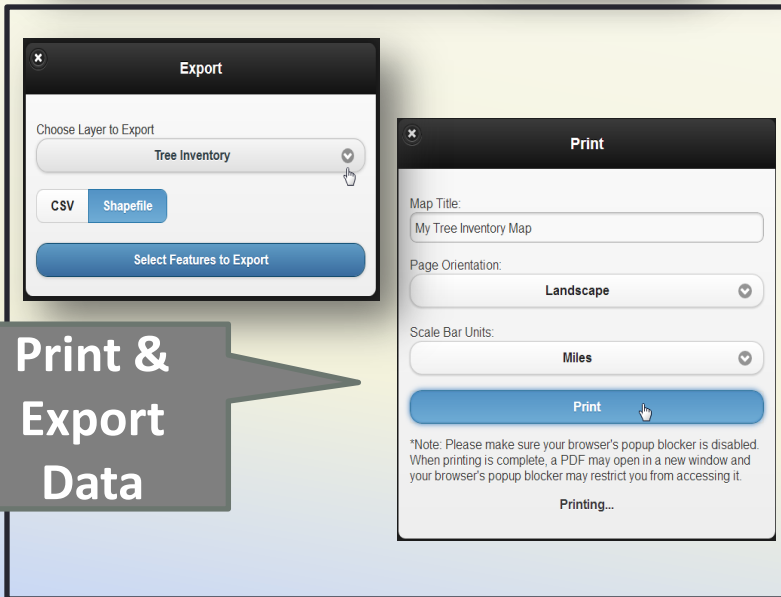 Export
Choose Layer to Export
Tree Inventory
CSV Shapefile
Select Features to Export
Print &
Export
Data
Print
Map Title:
My Tree Inventory Map
Page Orientation:
Landscape
Scale Bar Units:
Miles
Print
*Note: Please make sure your browser's popup blocker is disabled.
When printing is complete, a PDF may open in a new window and
your browser's popup blocker may restrict you from accessing it.
Printing...